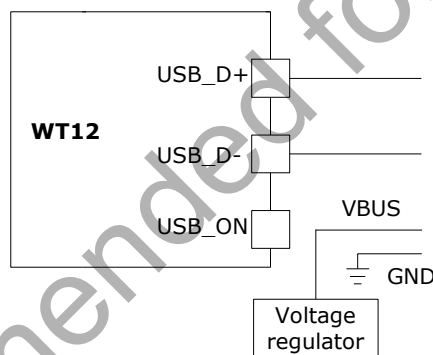 USB_D+
WT12
USB_D-
USB_ON
VBUS
GND
Voltage
regulator